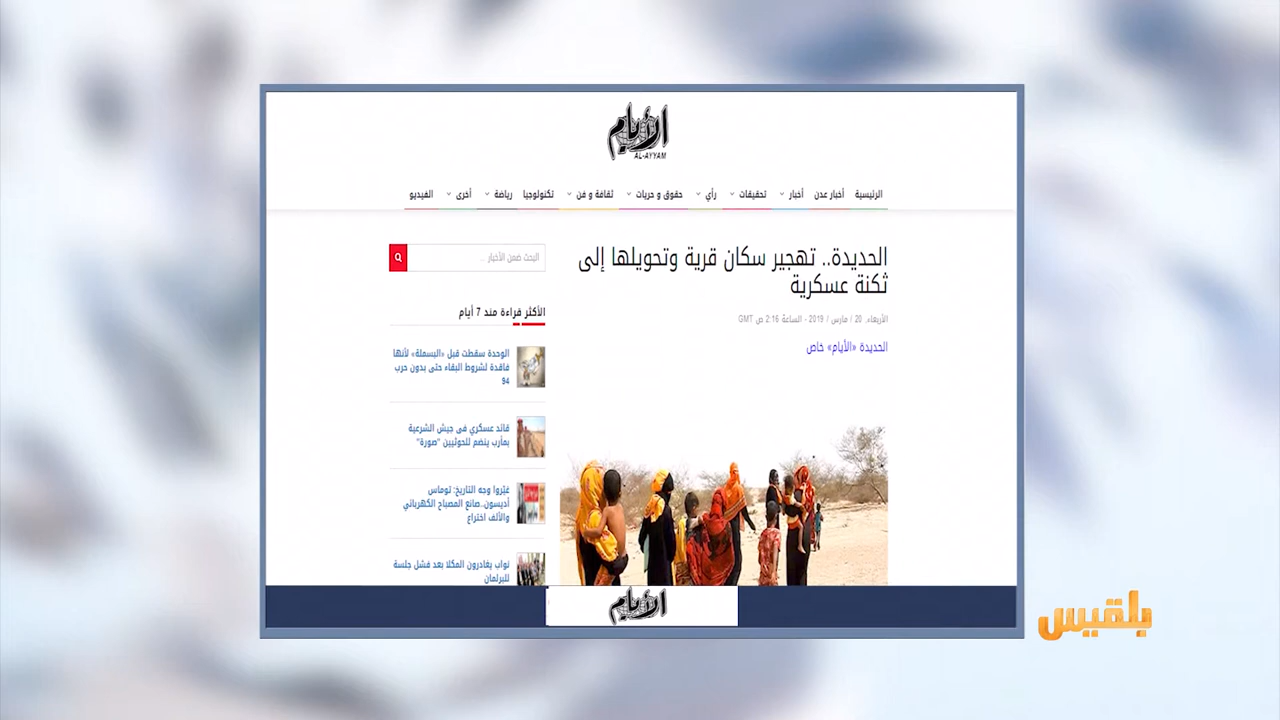 الأيام
AL-AYYAM
الرئيسية أخبار عدن أخبار تحقيقات رأي حقوق و حريات ثقافة و فن تكنولوجيا رياضة أخرى الفيديو
الحديدة.. تهجير سكان قرية وتحويلها إلى
ثكنة عسكرية
الأربعاء, 20 / مارس / 2019 - الساعة 2:16 ص GMT
الحديدة «الأيام» خاص
البحث ضمن الأخبار ...
الأكثر قراءة منذ 7 أيام
الوحدة سقطت قبل «البسملة» لأنها
فاقدة لشروط البقاء حتى بدون حرب
94
قائد عسكري في جيش الشرعية
بمأرب ينضم للحوثيين "صورة"
غيّروا وجه التاريخ: توماس
أديسون..صانع المصباح الكهربائي
والألف اختراع
نواب يغادرون المكلا بعد فشل جلسة
للبرلمان
الأيام
بلقيس